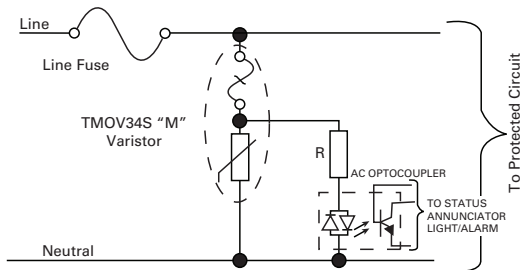 Line
Line Fuse
TMOV34S “M”
Varistor
R
AC OPTOCOUPLER
TO STATUS
ANNUNCIATOR
LIGHT/ALARM
To Protected Circuit
Neutral